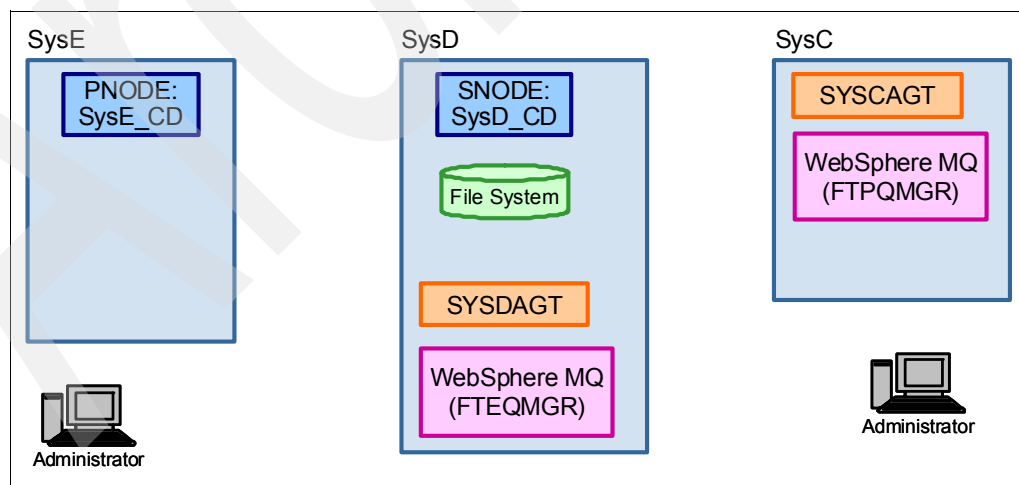 SysE
PNODE:
SysE_CD
Administrator
SysD
SNODE:
SysD_CD
File System
SYSDAGT
WebSphere MQ
(FTEQMGR)
SysC
SYSCAGT
WebSphere MQ
(FTPQMGR)
Administrator